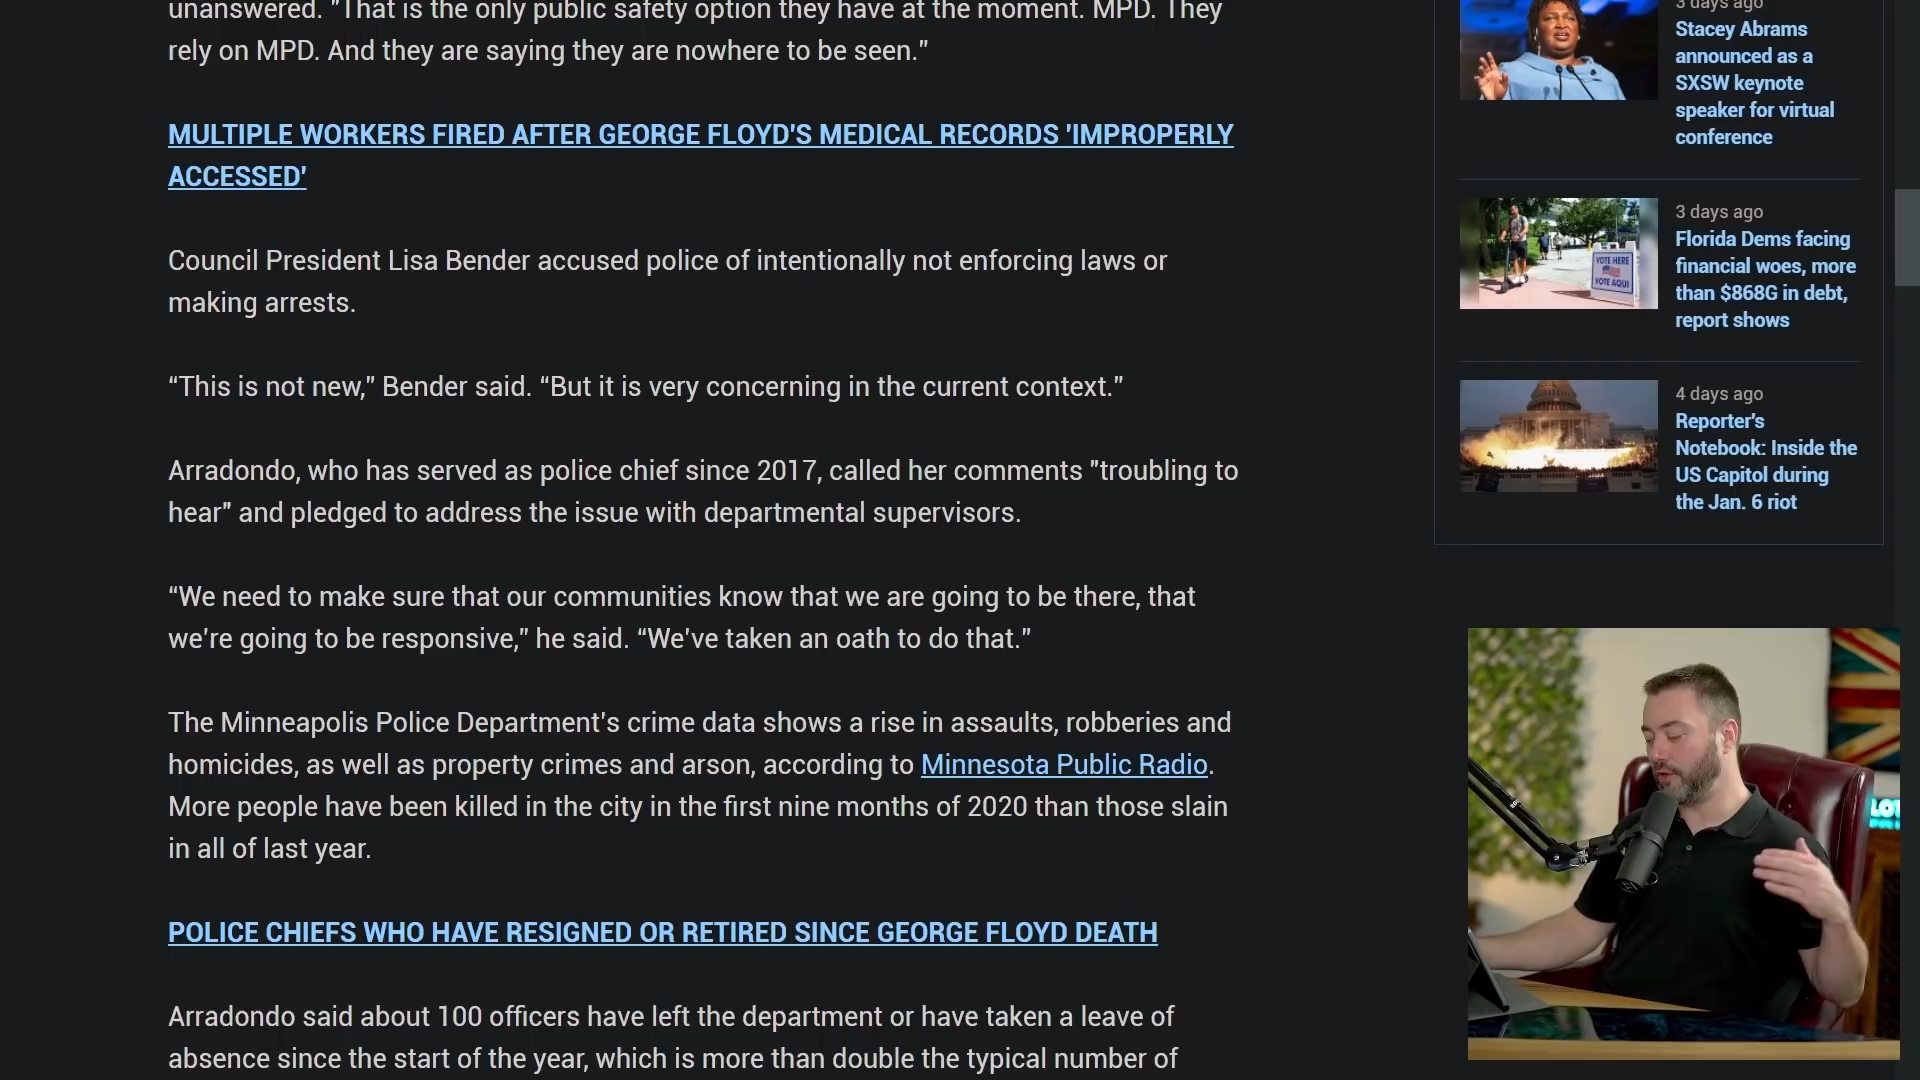 unanswered. "That is the only public safety option they have at the moment. MPD. They
rely on MPD. And they are saying they are nowhere to be seen."
MULTIPLE WORKERS FIRED AFTER GEORGE FLOYD'S MEDICAL RECORDS 'IMPROPERLY
ACCESSED'
Council President Lisa Bender accused police of intentionally not enforcing laws or
making arrests.
“This is not new,” Bender said. “But it is very concerning in the current context.”
Arradondo, who has served as police chief since 2017, called her comments "troubling to
hear" and pledged to address the issue with departmental supervisors.
“We need to make sure that our communities know that we are going to be there, that
we’re going to be responsive,” he said. “We’ve taken an oath to do that.”
The Minneapolis Police Department's crime data shows a rise in assaults, robberies and
homicides, as well as property crimes and arson, according to Minnesota Public Radio.
More people have been killed in the city in the first nine months of 2020 than those slain
in all of last year.
POLICE CHIEFS WHO HAVE RESIGNED OR RETIRED SINCE GEORGE FLOYD DEATH
Arradondo said about 100 officers have left the department or have taken a leave of
absence since the start of the year, which is more than double the typical number of
3 days ago
Stacey Abrams
announced as a
SXSW keynote
speaker for virtual
conference
3 days ago
Florida Dems facing
financial woes, more
than $868G in debt,
report shows
VOTE HERE
VOTE AQUI
4 days ago
Reporter's
Notebook: Inside the
US Capitol during
the Jan. 6 riot